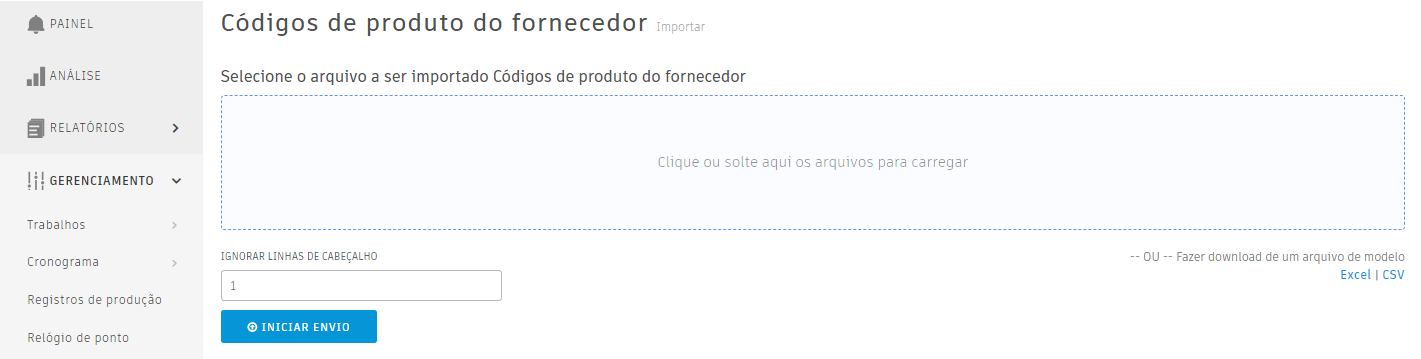 PAINEL
ANÁLISE
RELATÓRIOS
GERENCIAMENTO
Trabalhos
Cronograma
Registros de produção
Relógio de ponto
Códigos de produto do fornecedor Importar
Selecione o arquivo a ser importado Códigos de produto do fornecedor
Clique ou solte aqui os arquivos para carregar
IGNORAR LINHAS DE CABEÇALHO
1
INICIAR ENVIO
-- OU -- Fazer download de um arquivo de modelo
Excel | CSV